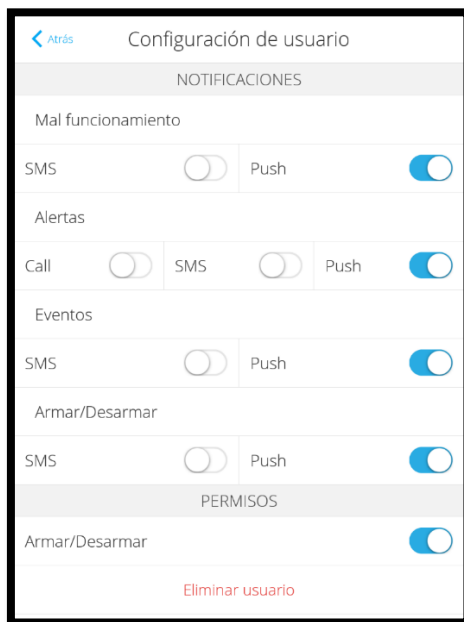 Atrás Configuración de usuario
NOTIFICACIONES
Mal funcionamiento
SMS Push
Alertas
Call SMS Push
Eventos
SMS Push
Armar/Desarmar
SMS Push
PERMISOS
Armar/Desarmar
Eliminar usuario